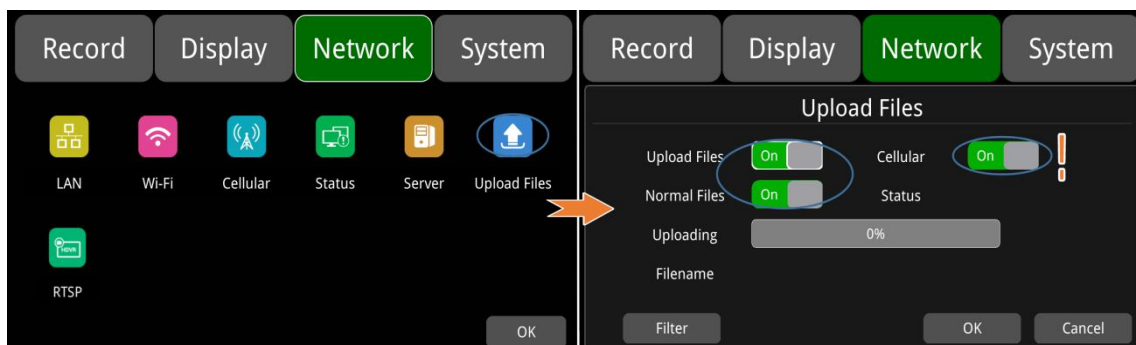 Record Display Network System
LAN Wi-Fi Cellular Status Server Upload Files
HDVR
RTSP
OK
Record Display Network System
Upload Files
Upload Files On Cellular On !
Normal Files On Status
Uploading 0%
Filename
Filter OK Cancel